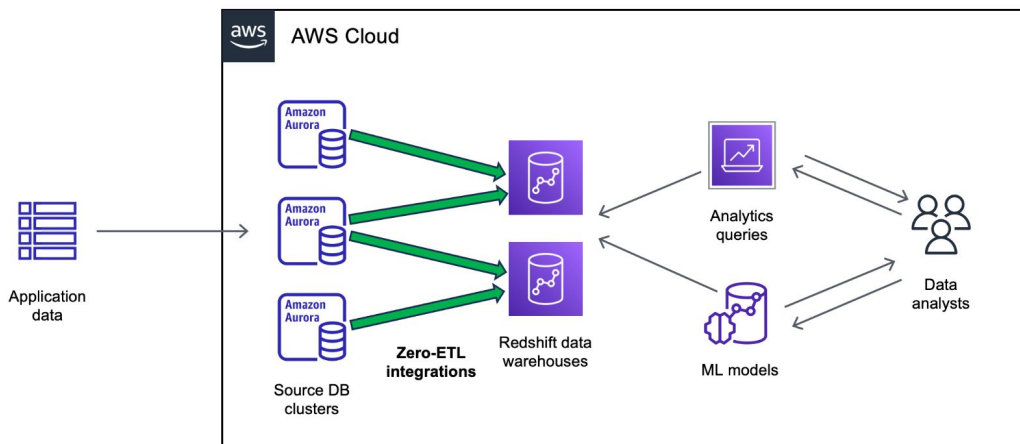 aws
AWS Cloud
Amazon
Aurora
Amazon
Aurora
Amazon
Aurora
Application
data
Source DB
clusters
Zero-ETL
integrations
Redshift data
warehouses
Analytics
queries
ML models
Data
analysts